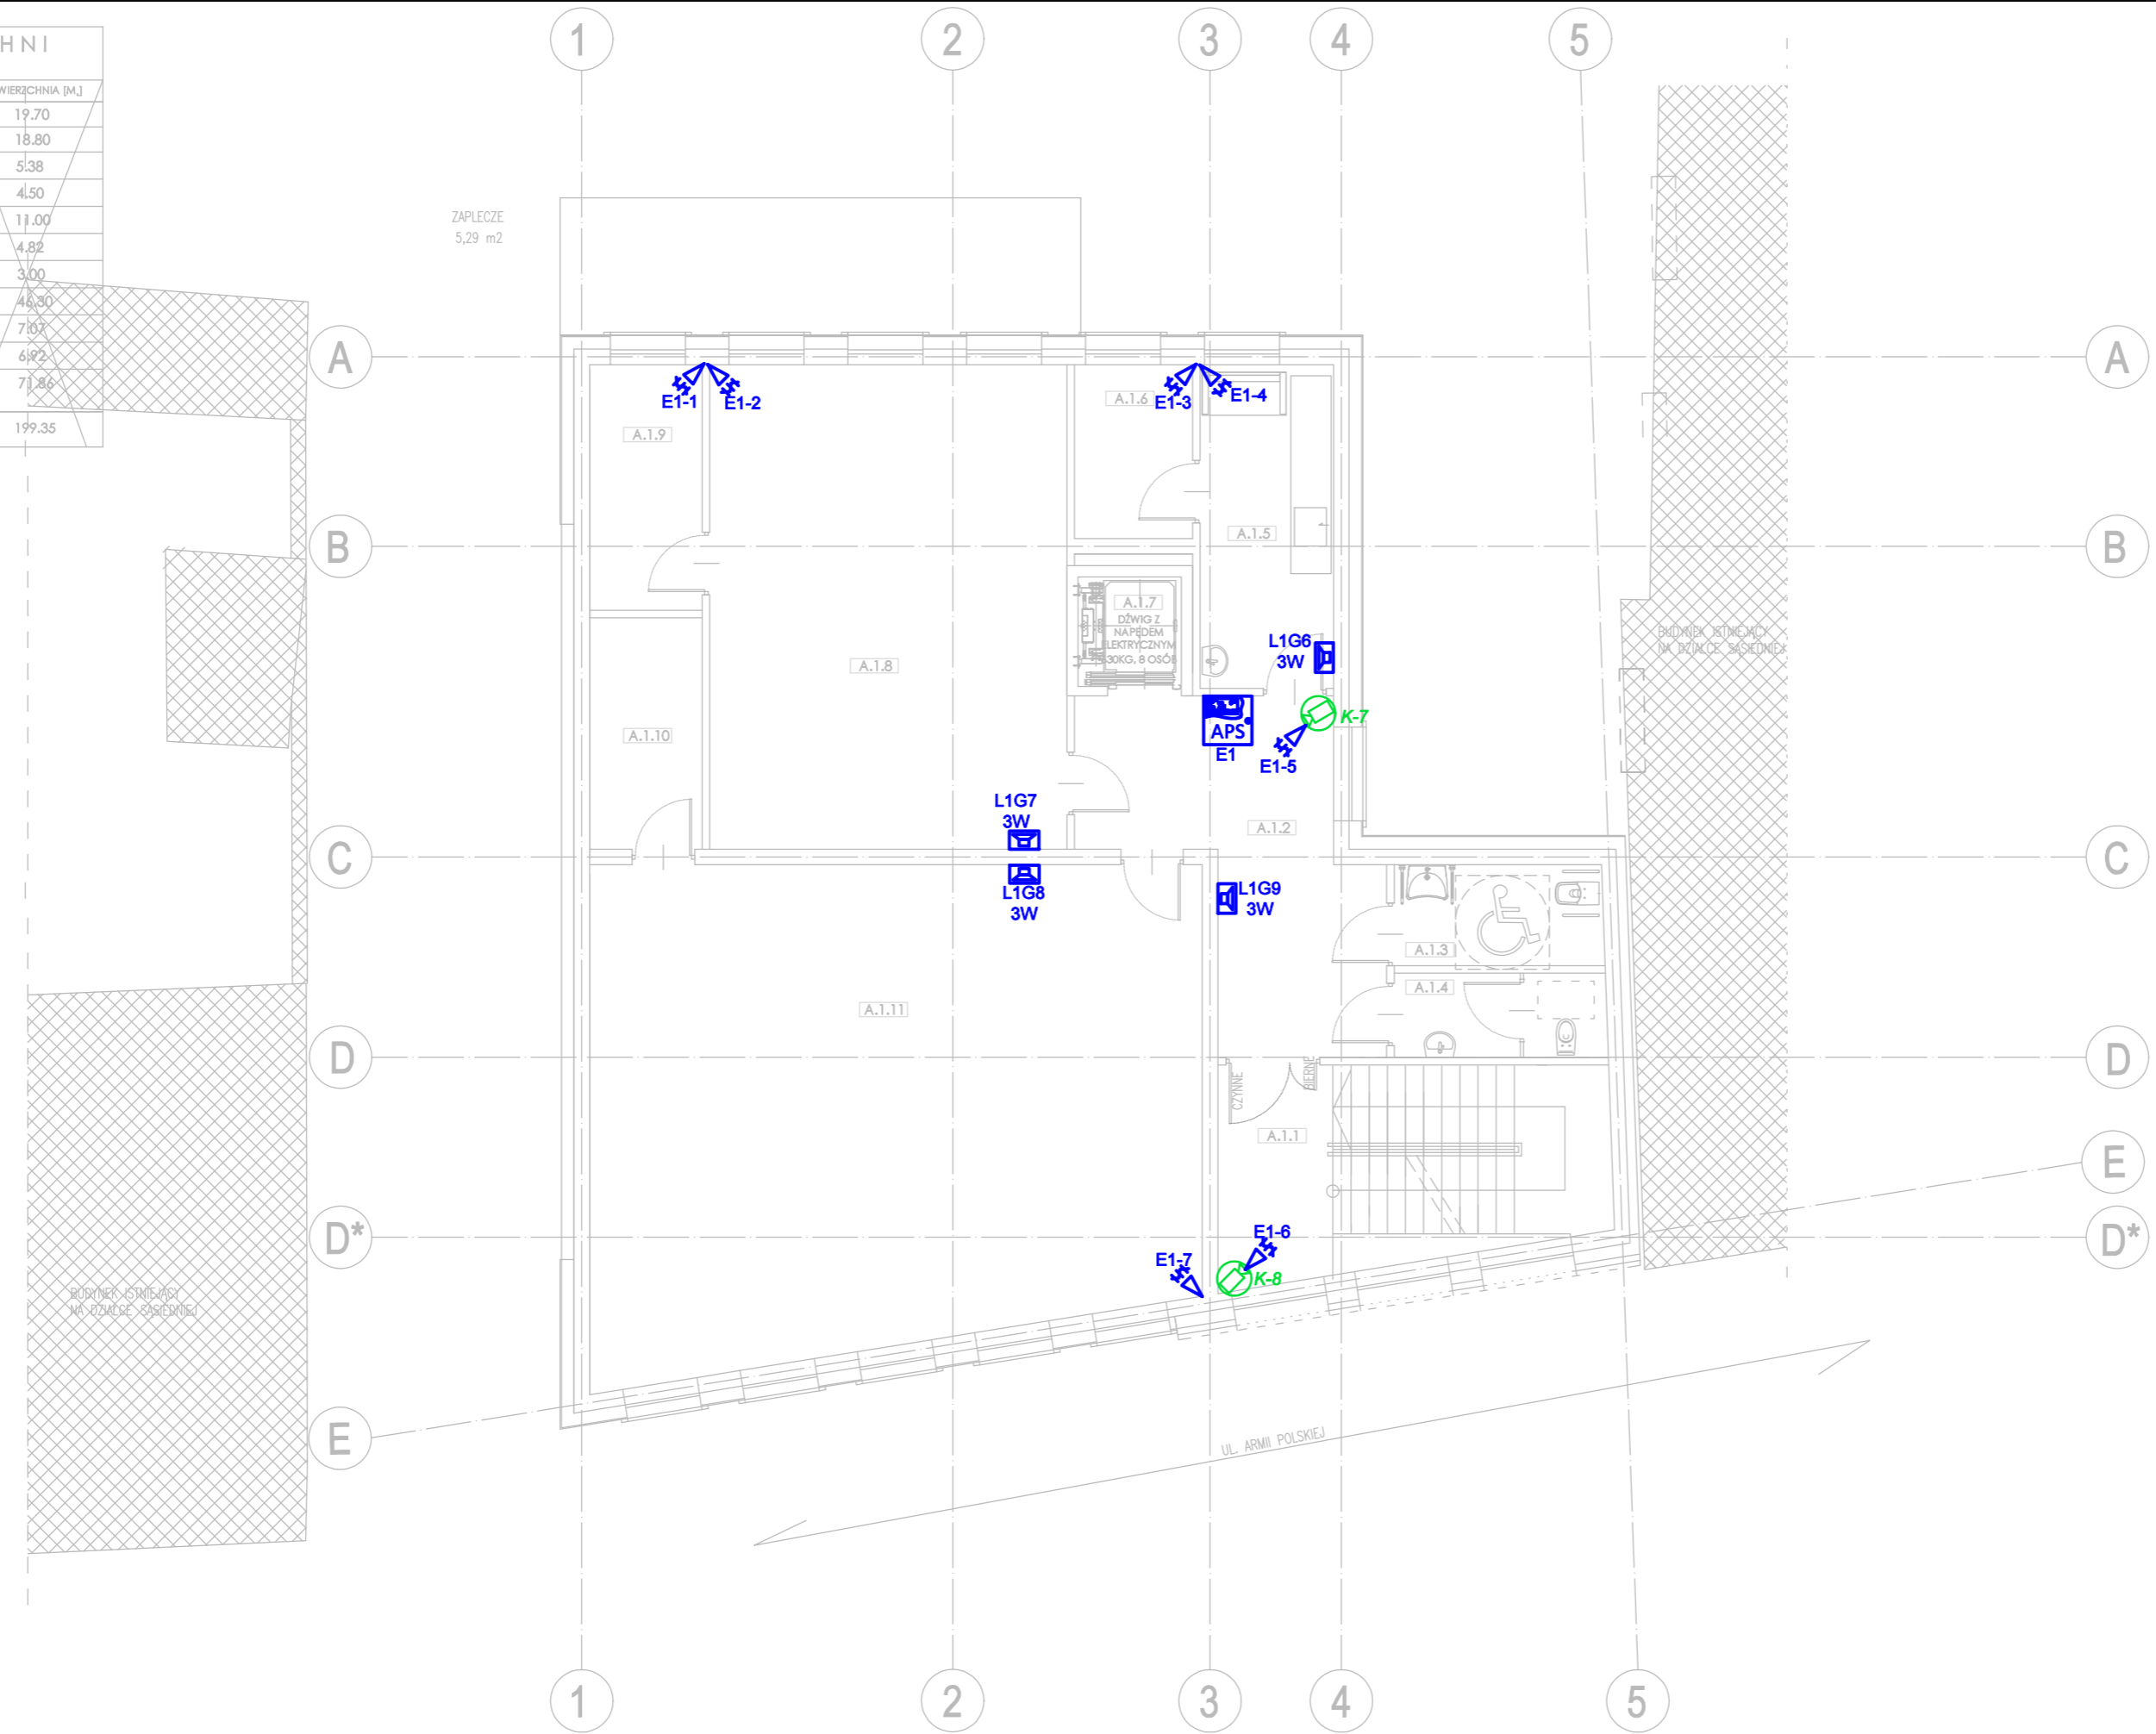 1
2
3
4
5
H N I
WIERZCHNIA [M,]
19.70
18.80
5.38
4.50
11.00
4.82
3.00
46.30
7.07
6.92
71.86
199.35
ZAPLECZE
5,29 m2
A
A
E1-1
E1-2
E1-3
E1-4
A.1.6
A.1.9
A.1.5
B
B
A.1.7
DŹWIG Z
NAPĘDEM
ELEKTRYCZNYM
630KG, 8 OSÓB
BUDYNEK ISTNIEJĄCY
NA DZIAŁCE SĄSIEDNIEJ
L1G6
3W
A.1.8
K-7
APS
E1
E1-5
A.1.10
L1G7
3W
A.1.2
C
C
L1G8
3W
L1G9
3W
A.1.3
A.1.4
A.1.11
D
D
CZYNNE
BIERNE
A.1.1
E
D*
D*
E1-6
E1-7
K-8
BUDYNEK ISTNIEJĄCY
NA DZIAŁCE SĄSIEDNIEJ
E
UL. ARMII POLSKIEJ
1
2
3
4
5